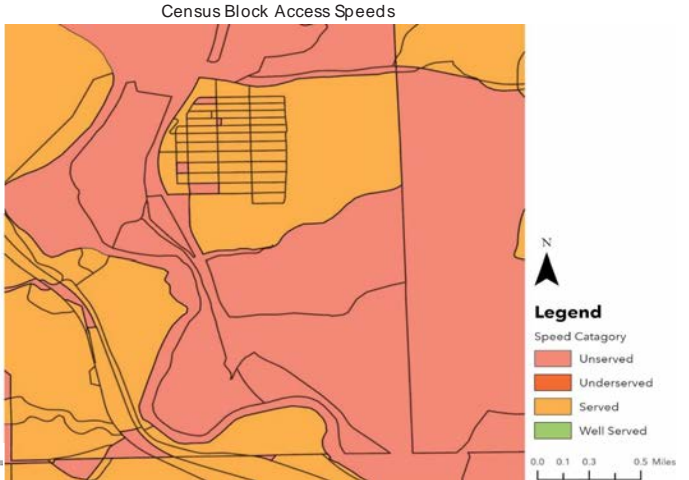 Census Block Access Speeds
N
Legend
Speed Catagory
Unserved
Underserved
Served
Well Served
0.0 0.1 0.3 0.5 Miles